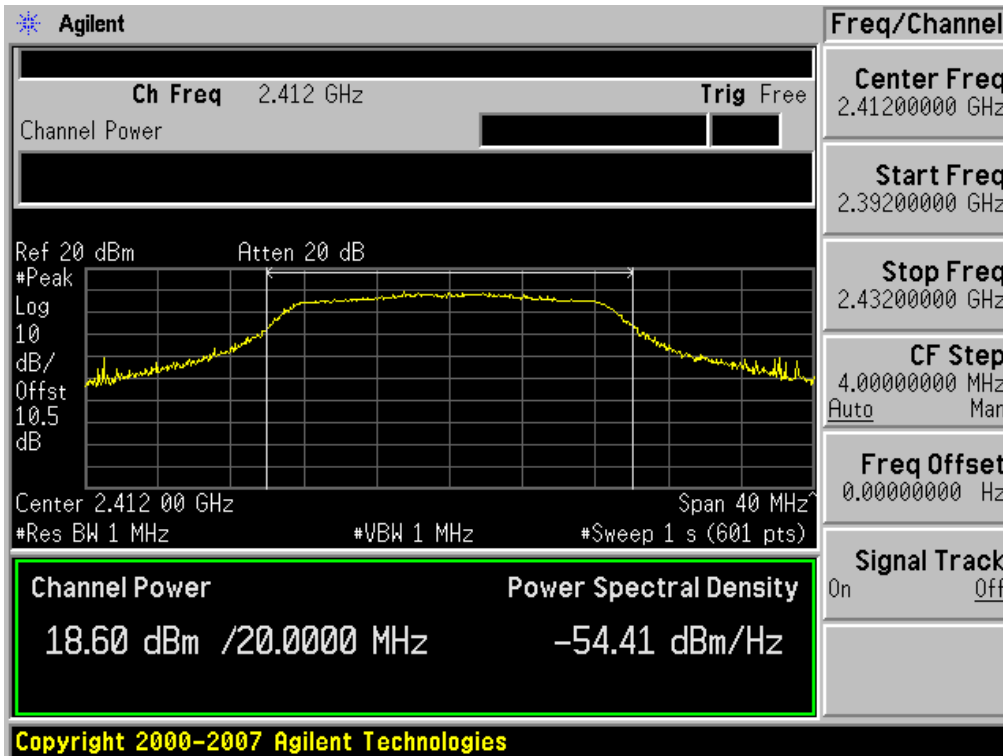 Agilent
Ch Freq 2.412 GHz Trig Free
Channel Power
Ref 20 dBm Atten 20 dB
#Peak
Log
10
dB/
Offst
10.5
dB
Center 2.412 00 GHz Span 40 MHz^
#Res BW 1 MHz #VBW 1 MHz #Sweep 1 s (601 pts)
Channel Power Power Spectral Density
18.60 dBm /20.0000 MHz -54.41 dBm/Hz
Copyright 2000-2007 Agilent Technologies
Freq/Channel
Center Freq
2.41200000 GHz
Start Freq
2.39200000 GHz
Stop Freq
2.43200000 GHz
CF Step
4.00000000 MHz
Auto Man
Freq Offset
0.00000000 Hz
Signal Track
On Off